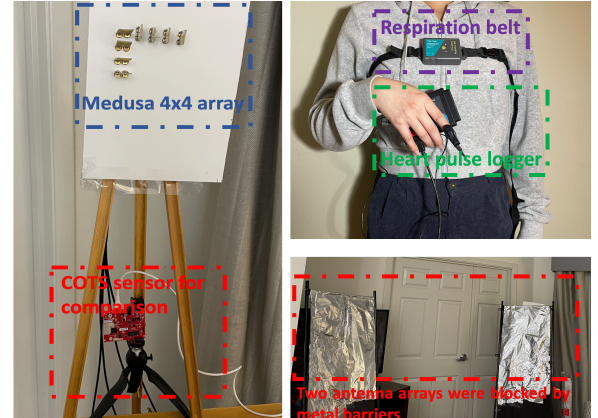 Medusa 4x4 array
COTS sensor for
comparison
Respiration belt
Heart pulse logger
Two antenna arrays were blocked by
metal barriers